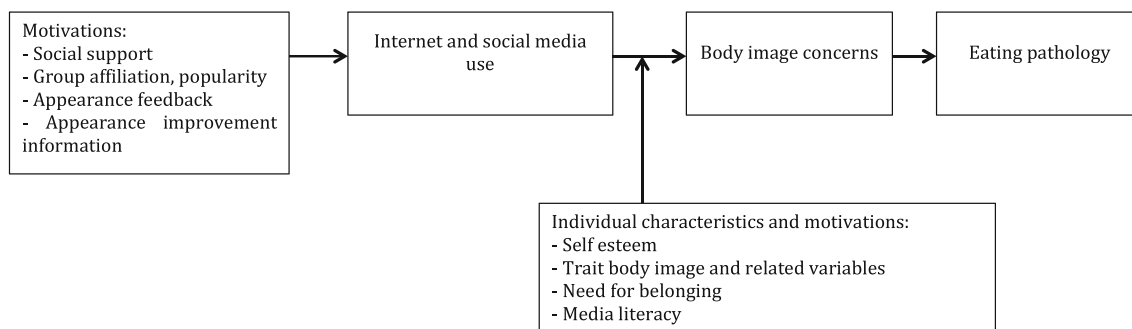 Motivations:
- Social support
- Group affiliation, popularity
- Appearance feedback
- Appearance improvement
information
Internet and social media
use
Body image concerns
Eating pathology
Individual characteristics and motivations:
- Self esteem
- Trait body image and related variables
- Need for belonging
- Media literacy